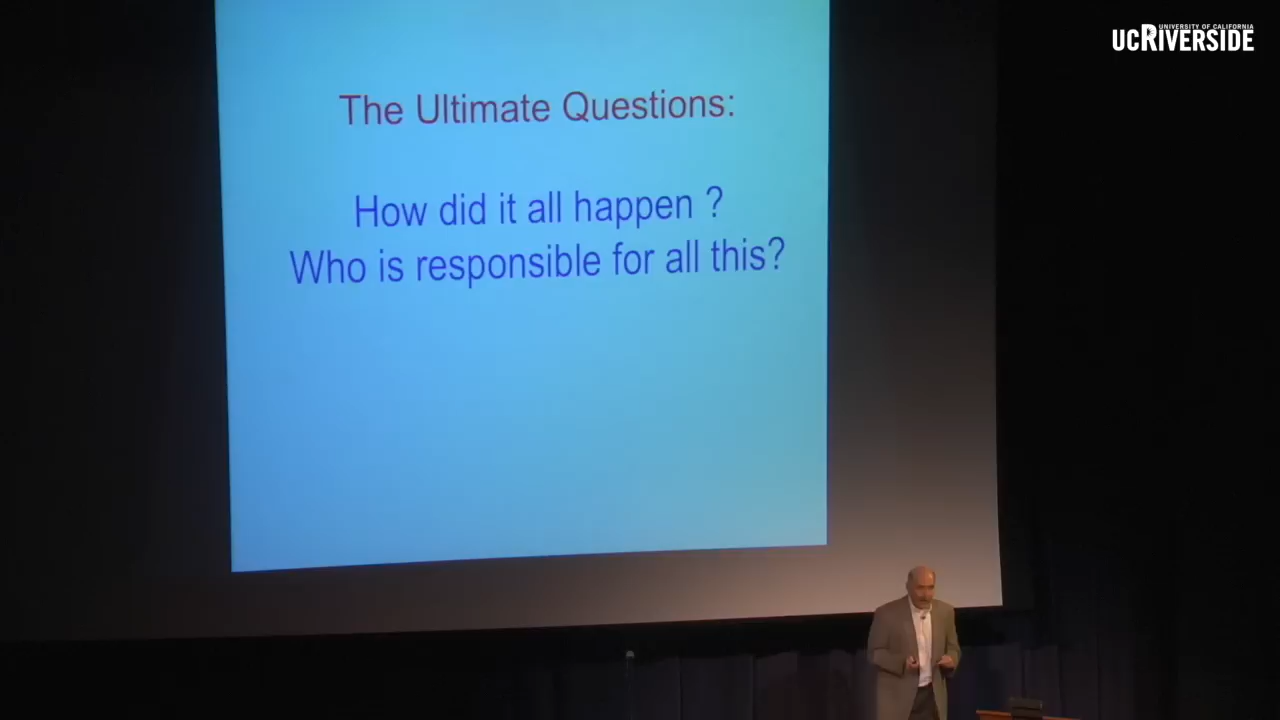 UNIVERSITY OF CALIFORNIA
UCRIVERSIDE
The Ultimate Questions:
How did it all happen ?
Who is responsible for all this?